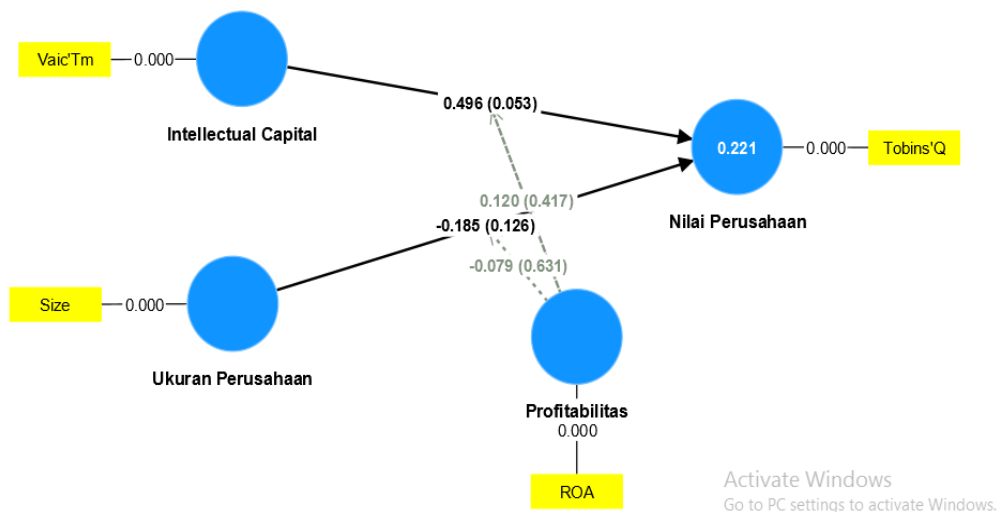 Vaic'Tm
0.000
Intellectual Capital
0.496 (0.053)
0.221
0.000
Tobins'Q
Nilai Perusahaan
0.120 (0.417)
-0.185 (0.126)
-0.079 (0.631)
Size
0.000
Ukuran Perusahaan
Profitabilitas
0.000
ROA
Activate Windows
Go to PC settings to activate Windows.